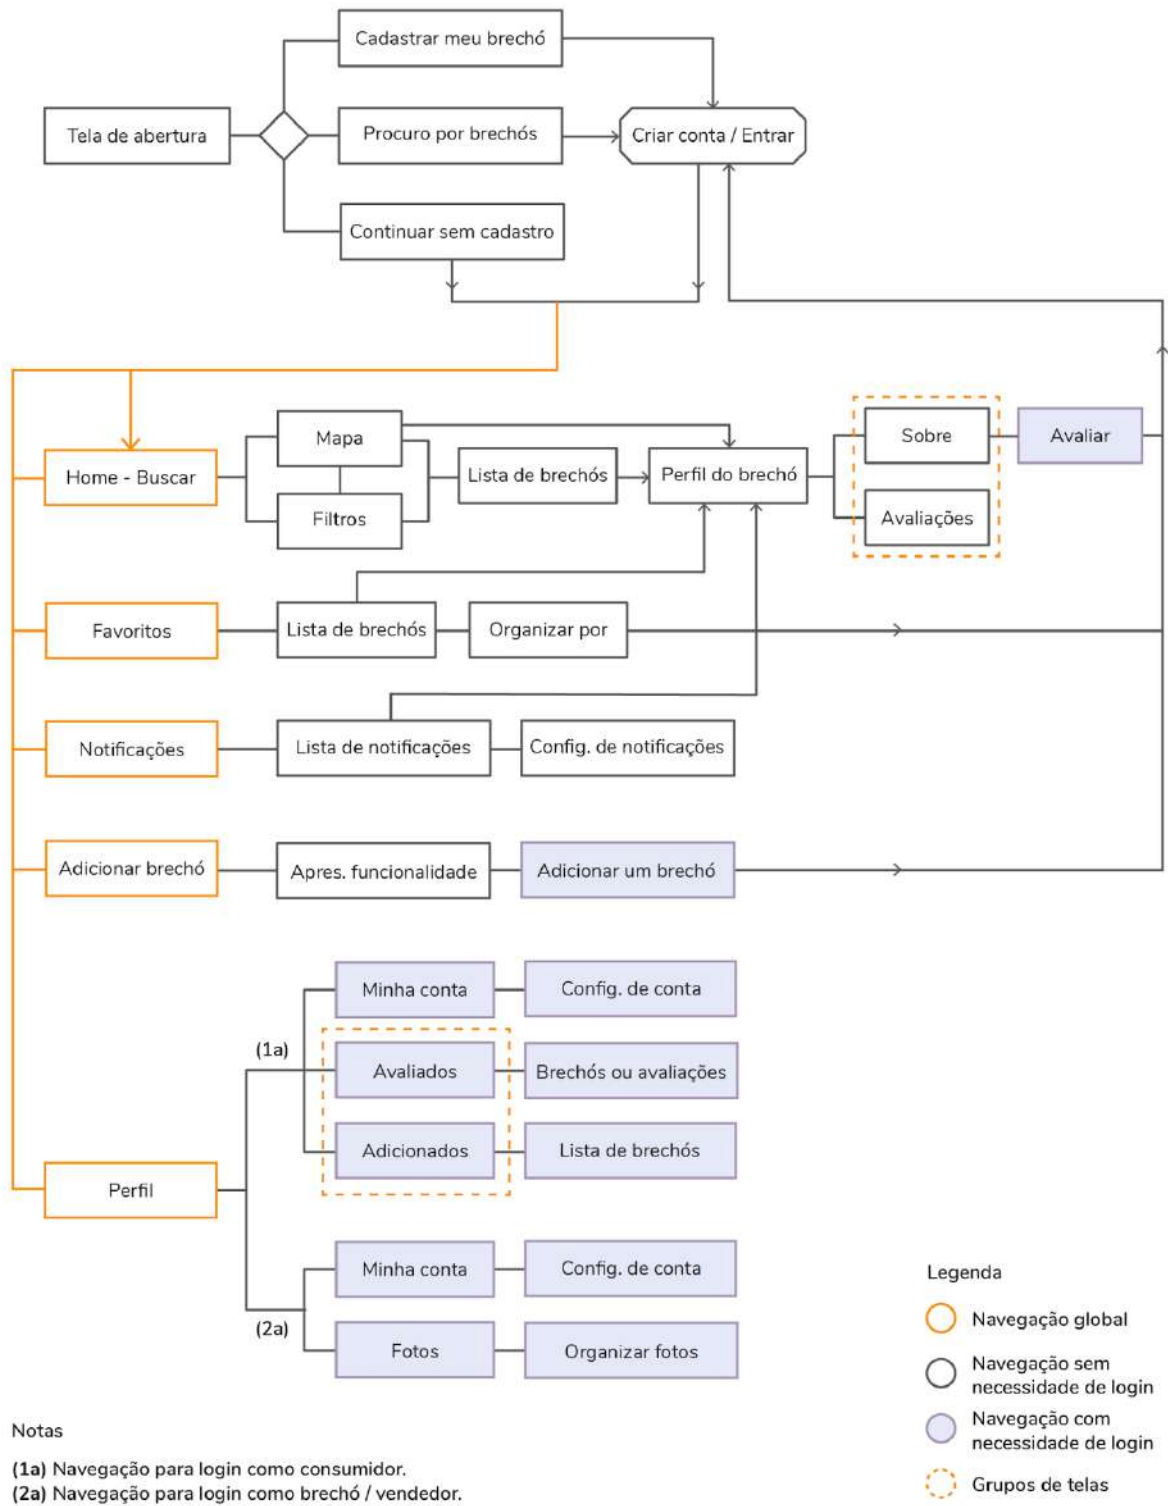 Cadastrar meu brechó
Tela de abertura
Procuro por brechós
Criar conta / Entrar
Continuar sem cadastro
Home - Buscar
Mapa
Filtros
Lista de brechós
Perfil do brechó
Sobre
Avaliar
Avaliações
Favoritos
Lista de brechós
Organizar por
Notificações
Lista de notificações
Config. de notificações
Adicionar brechó
Apres. funcionalidade
Adicionar um brechó
Perfil
(1a)
Minha conta
Config. de conta
Avaliados
Brechós ou avaliações
Adicionados
Lista de brechós
(2a)
Minha conta
Config. de conta
Fotos
Organizar fotos
Legenda
Navegação global
Navegação sem
necessidade de login
Navegação com
necessidade de login
Grupos de telas
Notas
(1a) Navegação para login como consumidor.
(2a) Navegação para login como brechó / vendedor.